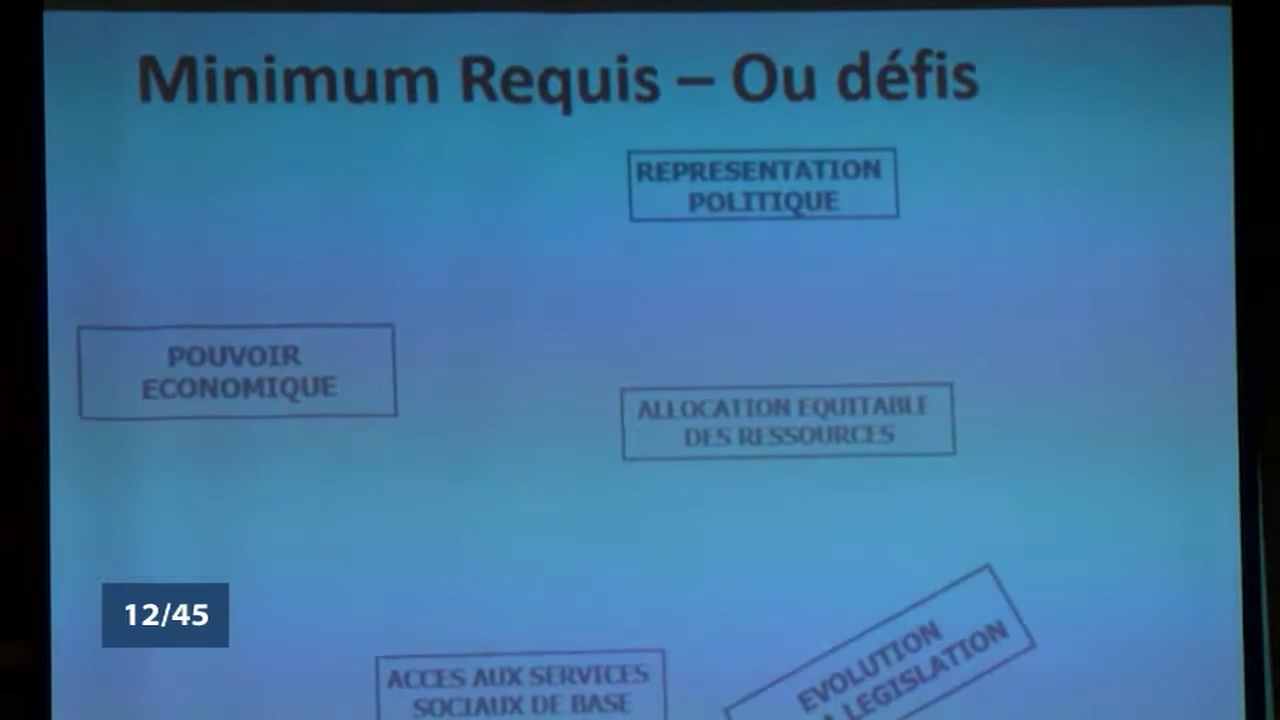 Minimum Requis – Ou défis
REPRESENTATION
POLITIQUE
POUVOIR
ECONOMIQUE
ALLOCATION EQUITABLE
DES RESSOURCES
12/45
ACCES AUX SERVICES
SOCIAUX DE BASE
EVOLUTION
LEGISLATION